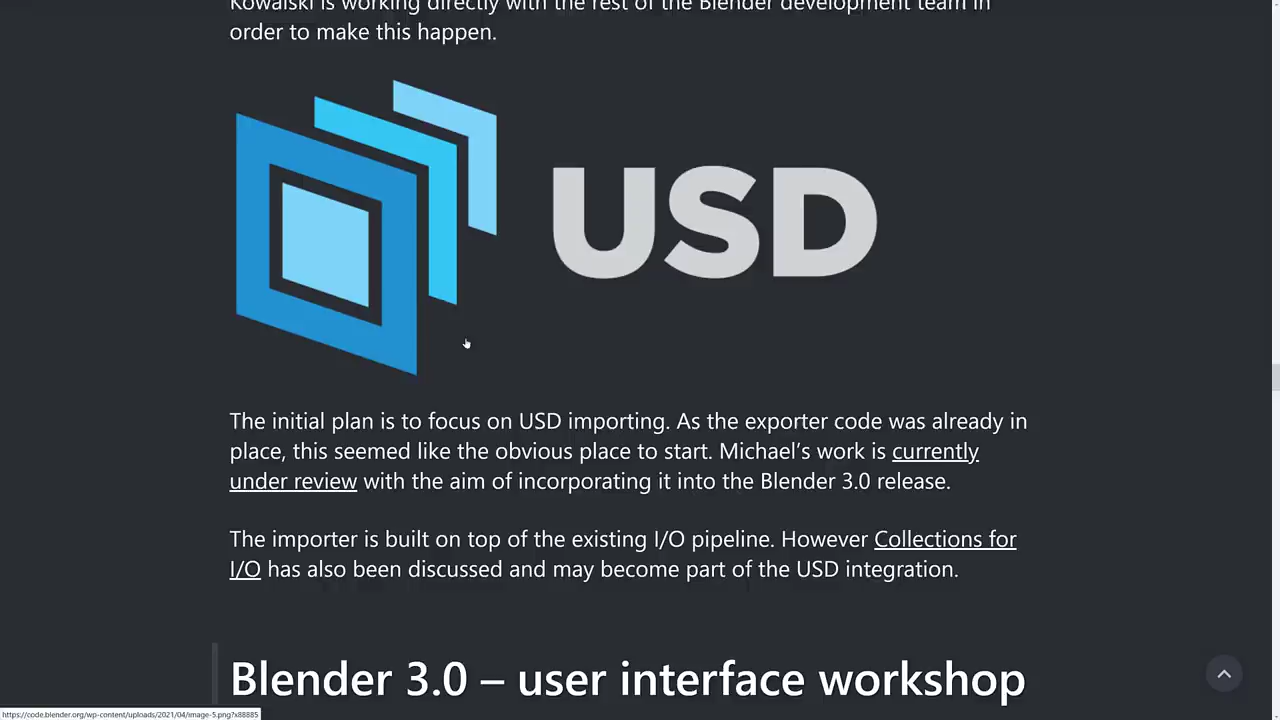 Kowalski is working directly with the rest of the Blender development team in
order to make this happen.
USD
The initial plan is to focus on USD importing. As the exporter code was already in
place, this seemed like the obvious place to start. Michael’s work is currently
under review with the aim of incorporating it into the Blender 3.0 release.
The importer is built on top of the existing I/O pipeline. However Collections for
I/O has also been discussed and may become part of the USD integration.
Blender 3.0 – user interface workshop
https://code.blender.org/wp-content/uploads/2021/04/image-5.png?x88885